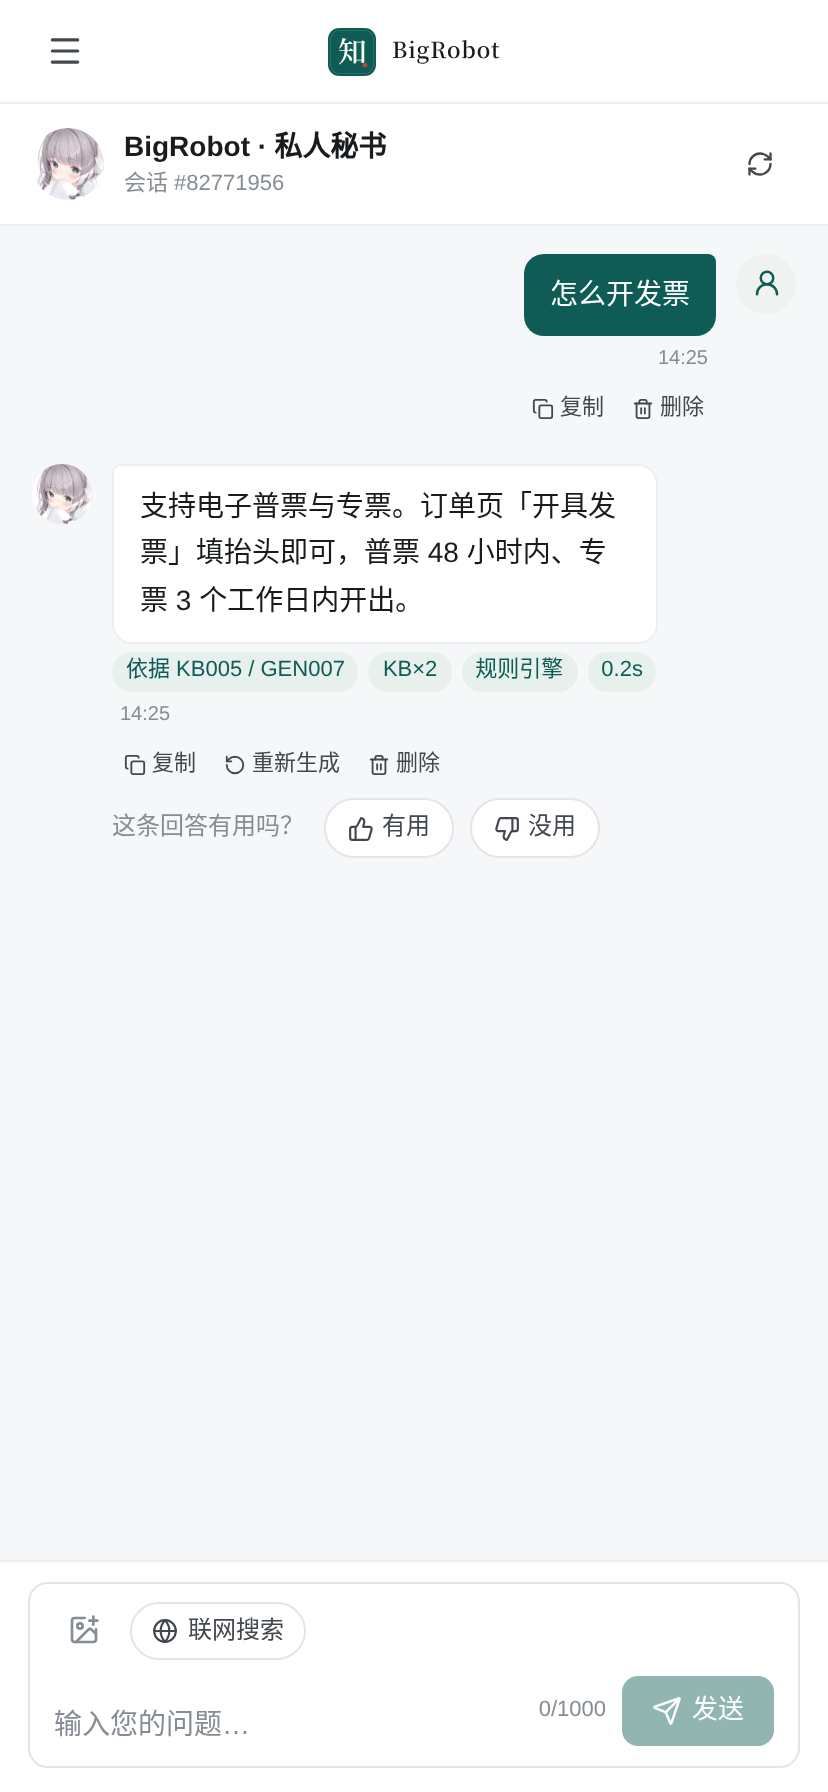 知
BigRobot
BigRobot · 私人秘书
会话 #82771956
怎么开发票
14:25
复制 删除
支持电子普票与专票。订单页「开具发
票」填抬头即可，普票 48 小时内、专
票 3 个工作日内开出。
依据 KB005 / GEN007 KB×2 规则引擎 0.2s
14:25
复制 重新生成 删除
这条回答有用吗？ 有用 没用
联网搜索
输入您的问题… 0/1000 发送